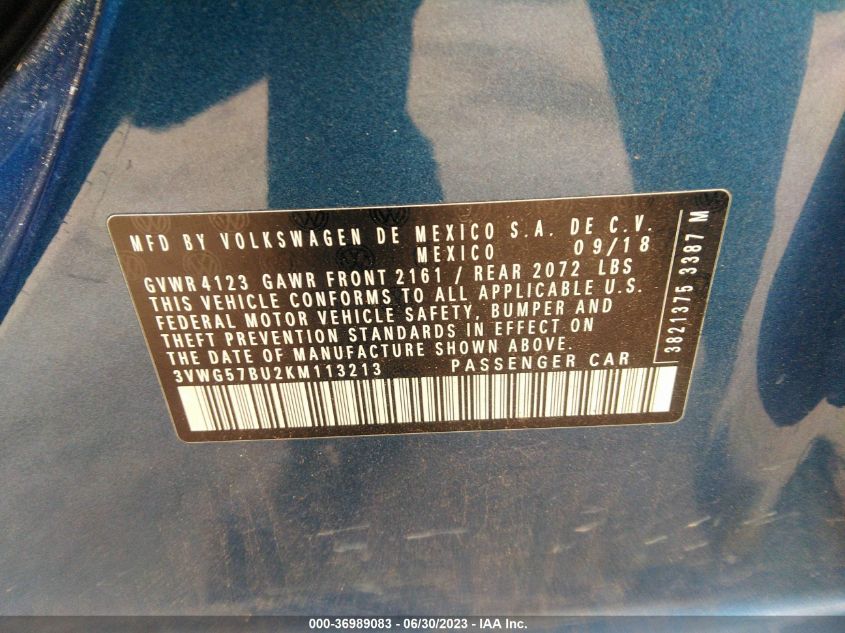 MFD BY VOLKSWAGEN DE MEXICO S.A. DE C.V.
MEXICO 09/18
GVWR 4123 GAWR FRONT 2161 / REAR 2072 LBS
THIS VEHICLE CONFORMS TO ALL APPLICABLE U.S.
FEDERAL MOTOR VEHICLE SAFETY, BUMPER AND
THEFT PREVENTION STANDARDS IN EFFECT ON
THE DATE OF MANUFACTURE SHOWN ABOVE.
3VWG57BU2KM113213 PASSENGER CAR
3821375 3387 M
000-36989083 / 06/30/2023 - IAA Inc.